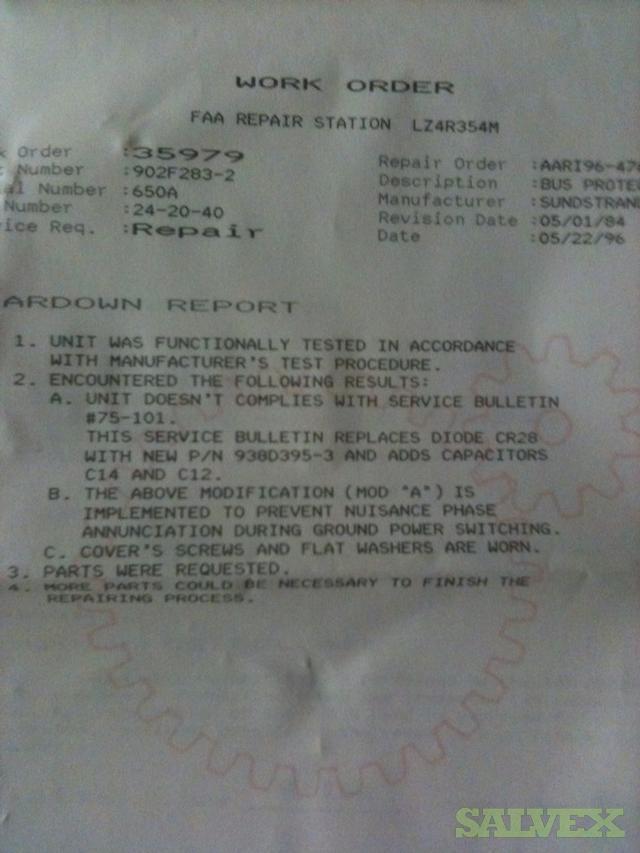 WORK ORDER
FAA REPAIR STATION LZ4R354M
k Order :35979
t Number :902F283-2
al Number :650A
Number :24-20-40
ice Req. :Repair
Repair Order :AARI96-476
Description :BUS PROTEC
Manufacturer :SUNDSTRAND
Revision Date :05/01/84
Date :05/22/96
ARDOWN REPORT
1. UNIT WAS FUNCTIONALLY TESTED IN ACCORDANCE
WITH MANUFACTURER'S TEST PROCEDURE.
2. ENCOUNTERED THE FOLLOWING RESULTS:
A. UNIT DOESN'T COMPLIES WITH SERVICE BULLETIN
#75-101.
THIS SERVICE BULLETIN REPLACES DIODE CR28
WITH NEW P/N 938D395-3 AND ADDS CAPACITORS
C14 AND C12.
B. THE ABOVE MODIFICATION (MOD "A") IS
IMPLEMENTED TO PREVENT NUISANCE PHASE
ANNUNCIATION DURING GROUND POWER SWITCHING.
C. COVER'S SCREWS AND FLAT WASHERS ARE WORN.
3. PARTS WERE REQUESTED.
4. MORE PARTS COULD BE NECESSARY TO FINISH THE
REPAIRING PROCESS.
SALVEX